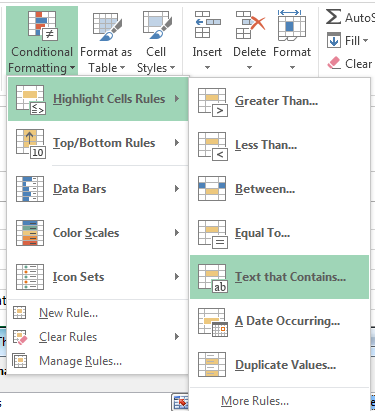 Conditional Formatting
Format as Table
Cell Styles
Insert
Delete
Format
AutoS
Fill
Clear
Highlight Cells Rules
Top/Bottom Rules
10
Data Bars
Color Scales
Icon Sets
New Rule...
Clear Rules
Manage Rules...
Greater Than...
Less Than...
Between...
Equal To...
Text that Contains...
ab
A Date Occurring...
Duplicate Values...
More Rules...